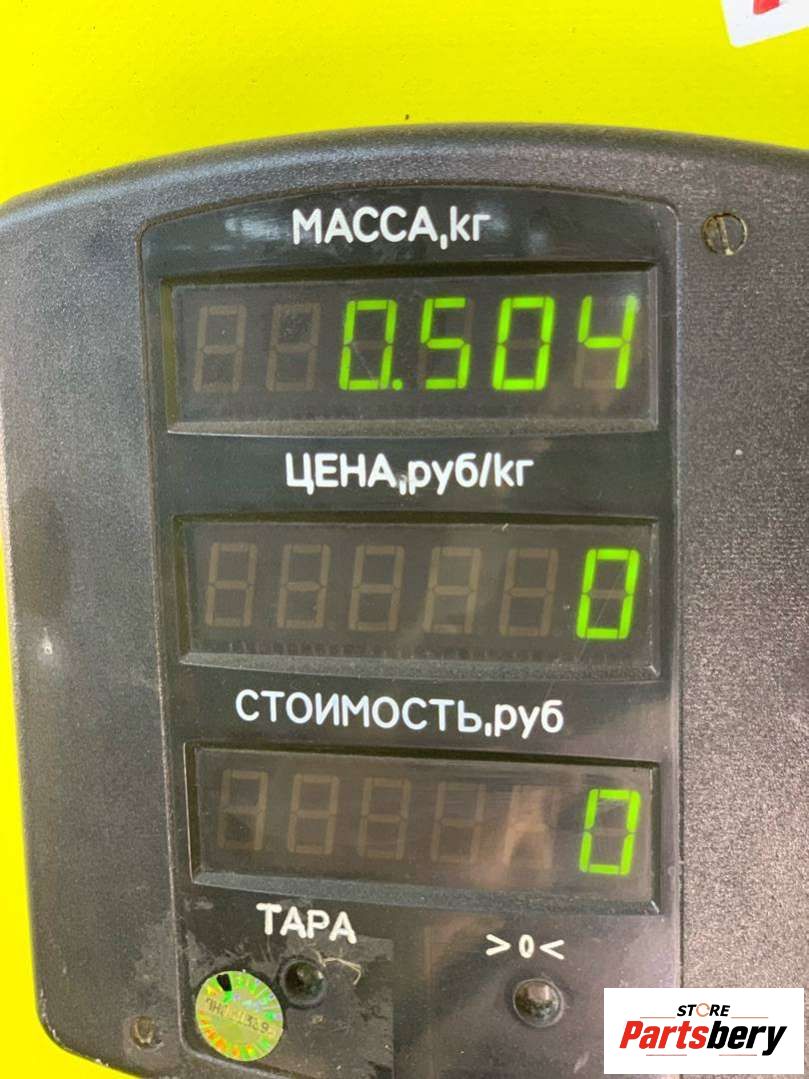 МАССА,кг
0.504
ЦЕНА,руб/кг
0
СТОИМОСТЬ,руб
0
ТАРА
>0<
STORE
Partsbery